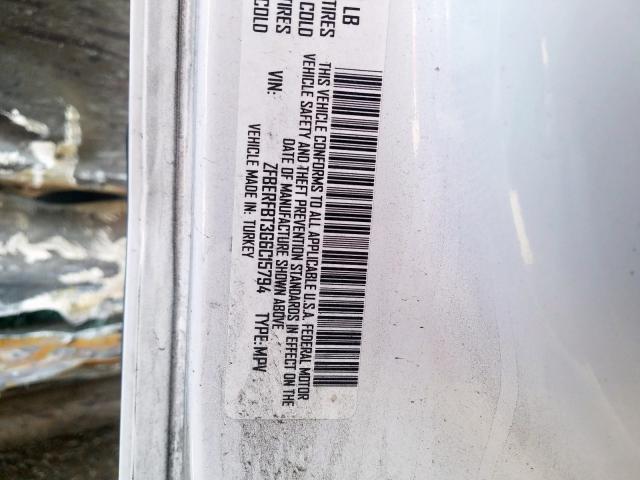 LB
TIRES
COLD
TIRES
COLD
THIS VEHICLE CONFORMS TO ALL APPLICABLE U.S.A. FEDERAL MOTOR
VEHICLE SAFETY AND THEFT PREVENTION STANDARDS IN EFFECT ON THE
DATE OF MANUFACTURE SHOWN ABOVE
VIN: ZFBERFBT3G6C15794 TYPE: MPV
VEHICLE MADE IN: TURKEY